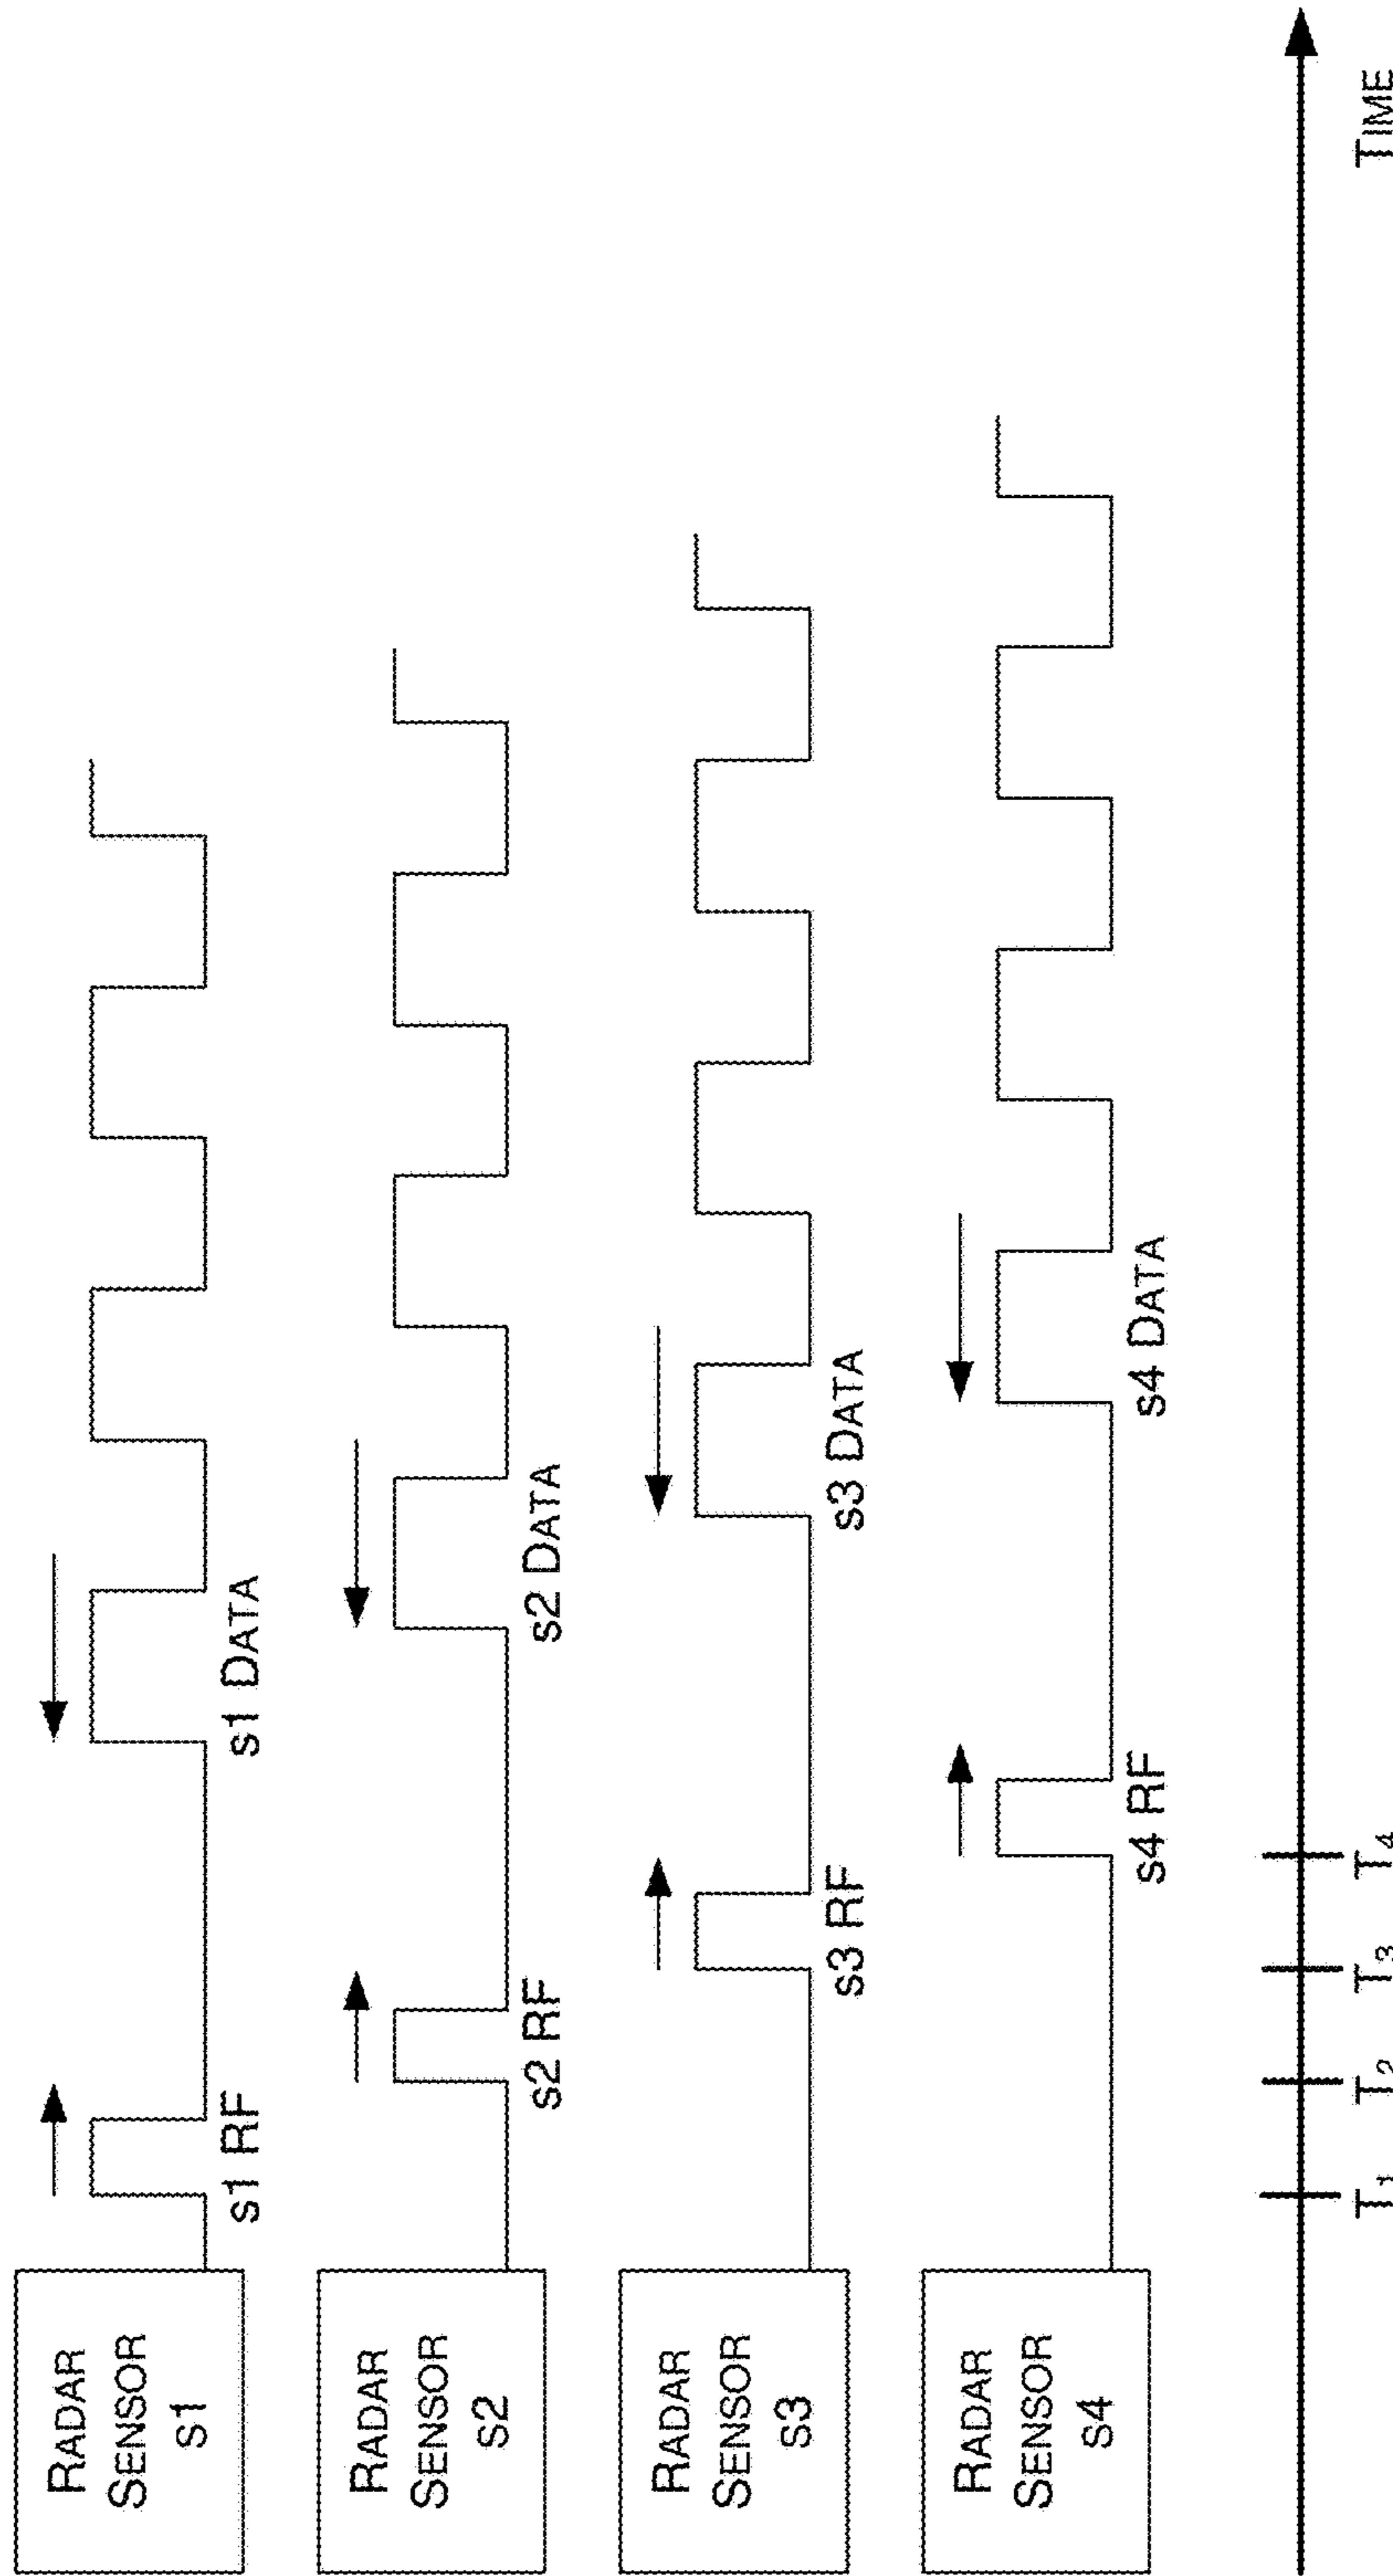 RADAR
SENSOR
S1
s1 RF
s1 DATA
RADAR
SENSOR
S2
s2 RF
s2 DATA
RADAR
SENSOR
S3
s3 RF
s3 DATA
RADAR
SENSOR
S4
s4 RF
s4 DATA
T1
T2
T3
T4
TIME